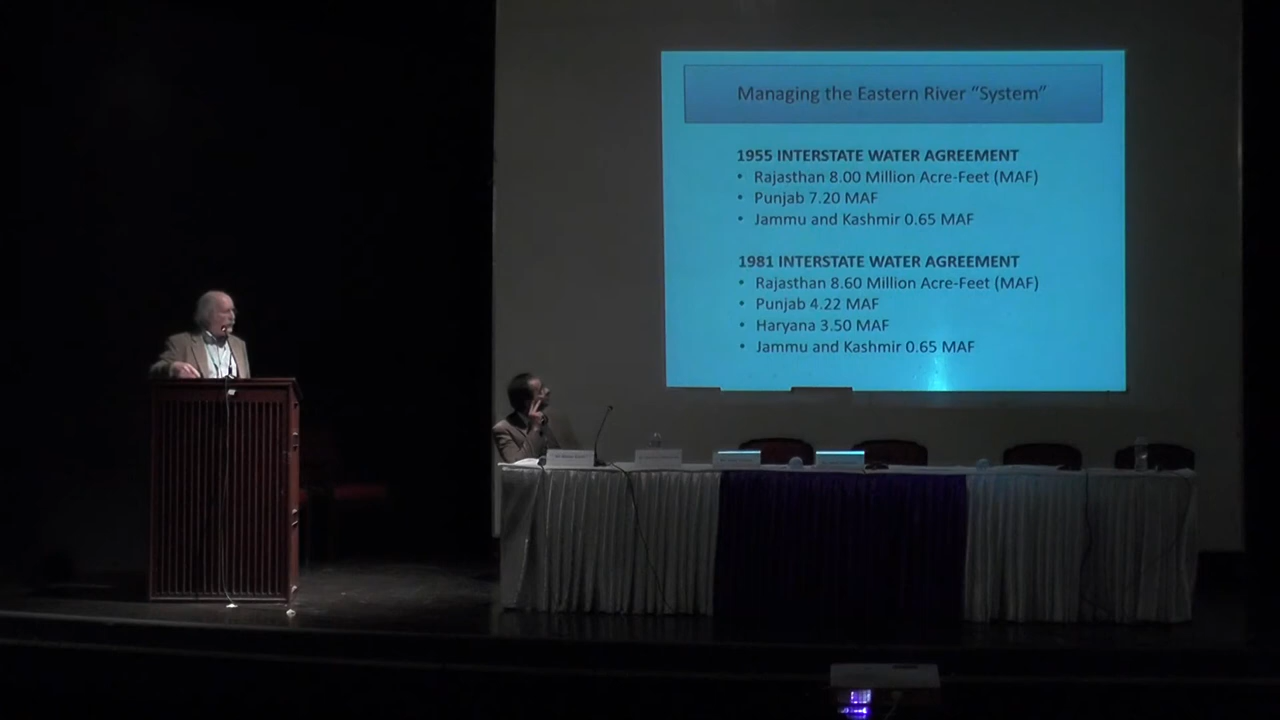 Managing the Eastern River “System”
1955 INTERSTATE WATER AGREEMENT
• Rajasthan 8.00 Million Acre-Feet (MAF)
• Punjab 7.20 MAF
• Jammu and Kashmir 0.65 MAF
1981 INTERSTATE WATER AGREEMENT
• Rajasthan 8.60 Million Acre-Feet (MAF)
• Punjab 4.22 MAF
• Haryana 3.50 MAF
• Jammu and Kashmir 0.65 MAF